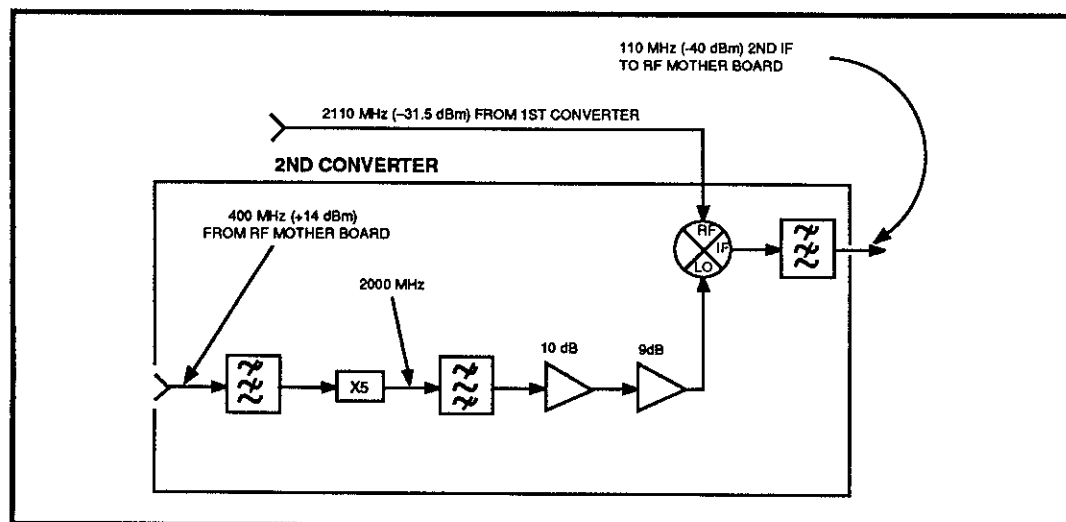 110 MHz (-40 dBm) 2ND IF
TO RF MOTHER BOARD
2110 MHz (–31.5 dBm) FROM 1ST CONVERTER
2ND CONVERTER
400 MHz (+14 dBm)
FROM RF MOTHER BOARD
RF
IF
LO
2000 MHz
10 dB
9dB
X5